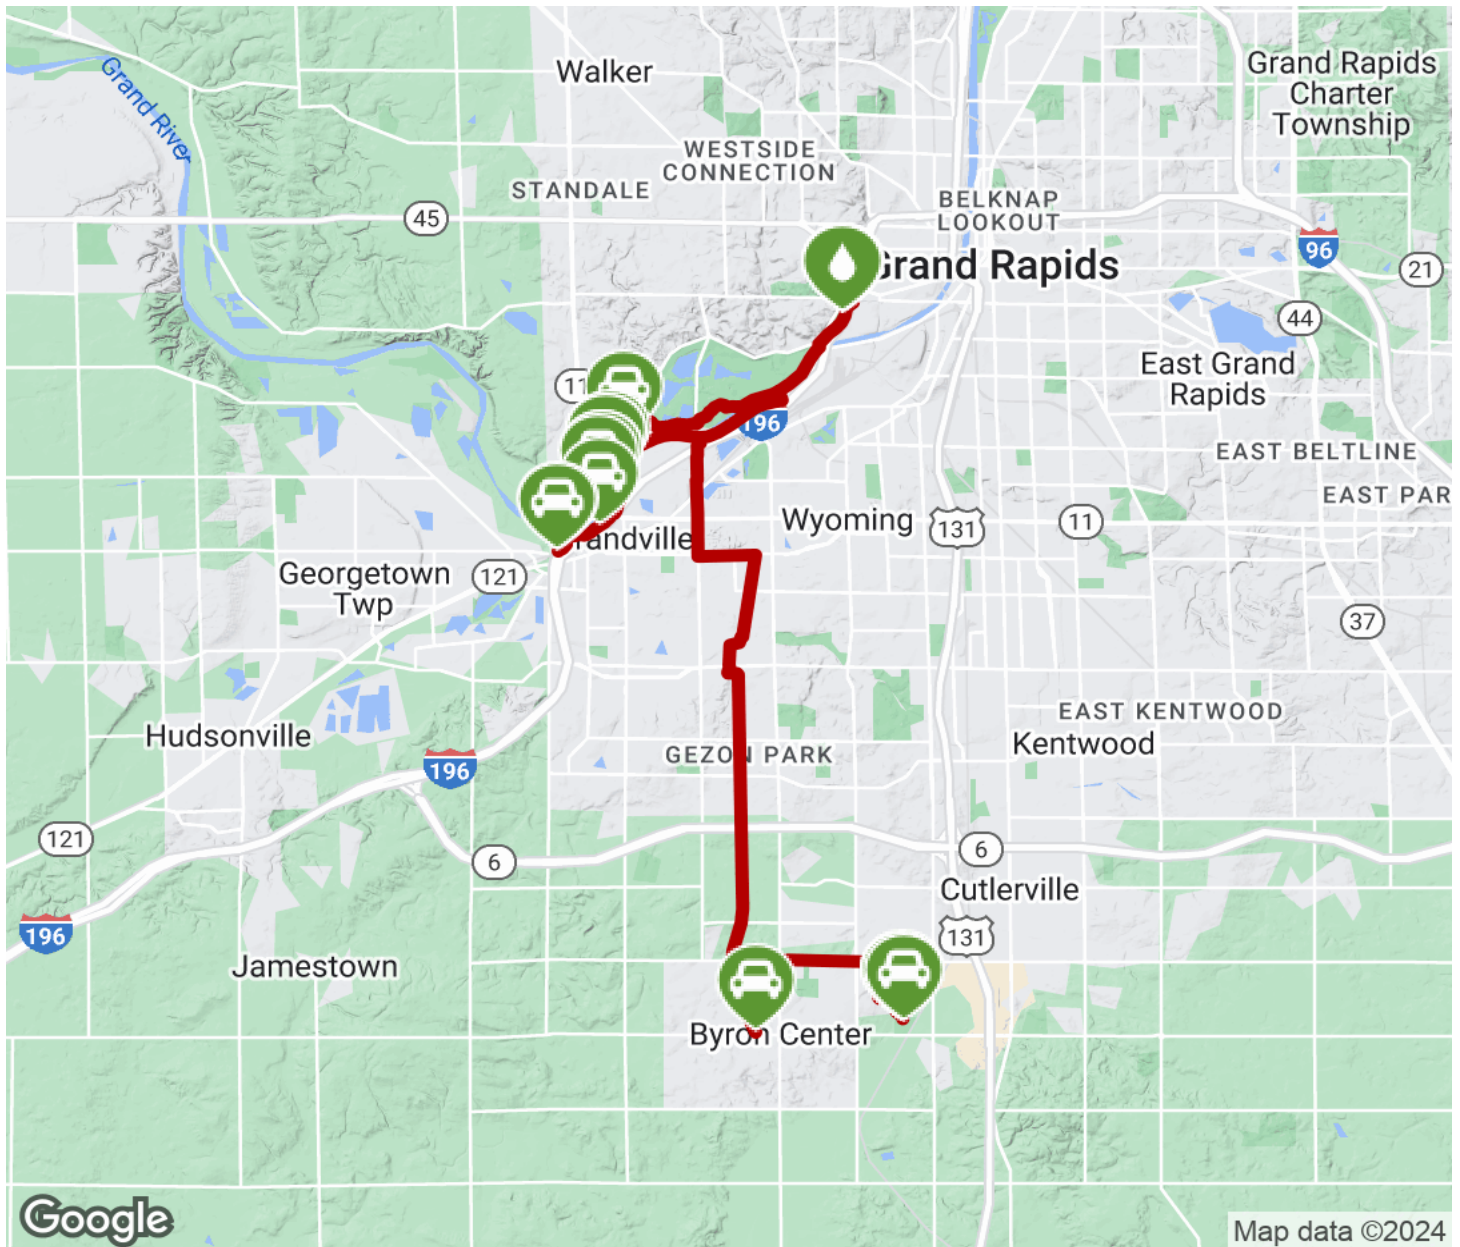 Grand River
Walker
Grand Rapids
Charter
Township
WESTSIDE
CONNECTION
STANDALE
BELKNAP
LOOKOUT
45
96
21
Grand Rapids
44
East Grand
Rapids
11
196
EAST BELTLINE
EAST PAR
Wyoming
131
11
randville
Georgetown
Twp
121
37
EAST KENTWOOD
Kentwood
Hudsonville
GEZON PARK
196
121
6
6
Cutlerville
196
131
Jamestown
Byron Center
Google
Map data ©2024